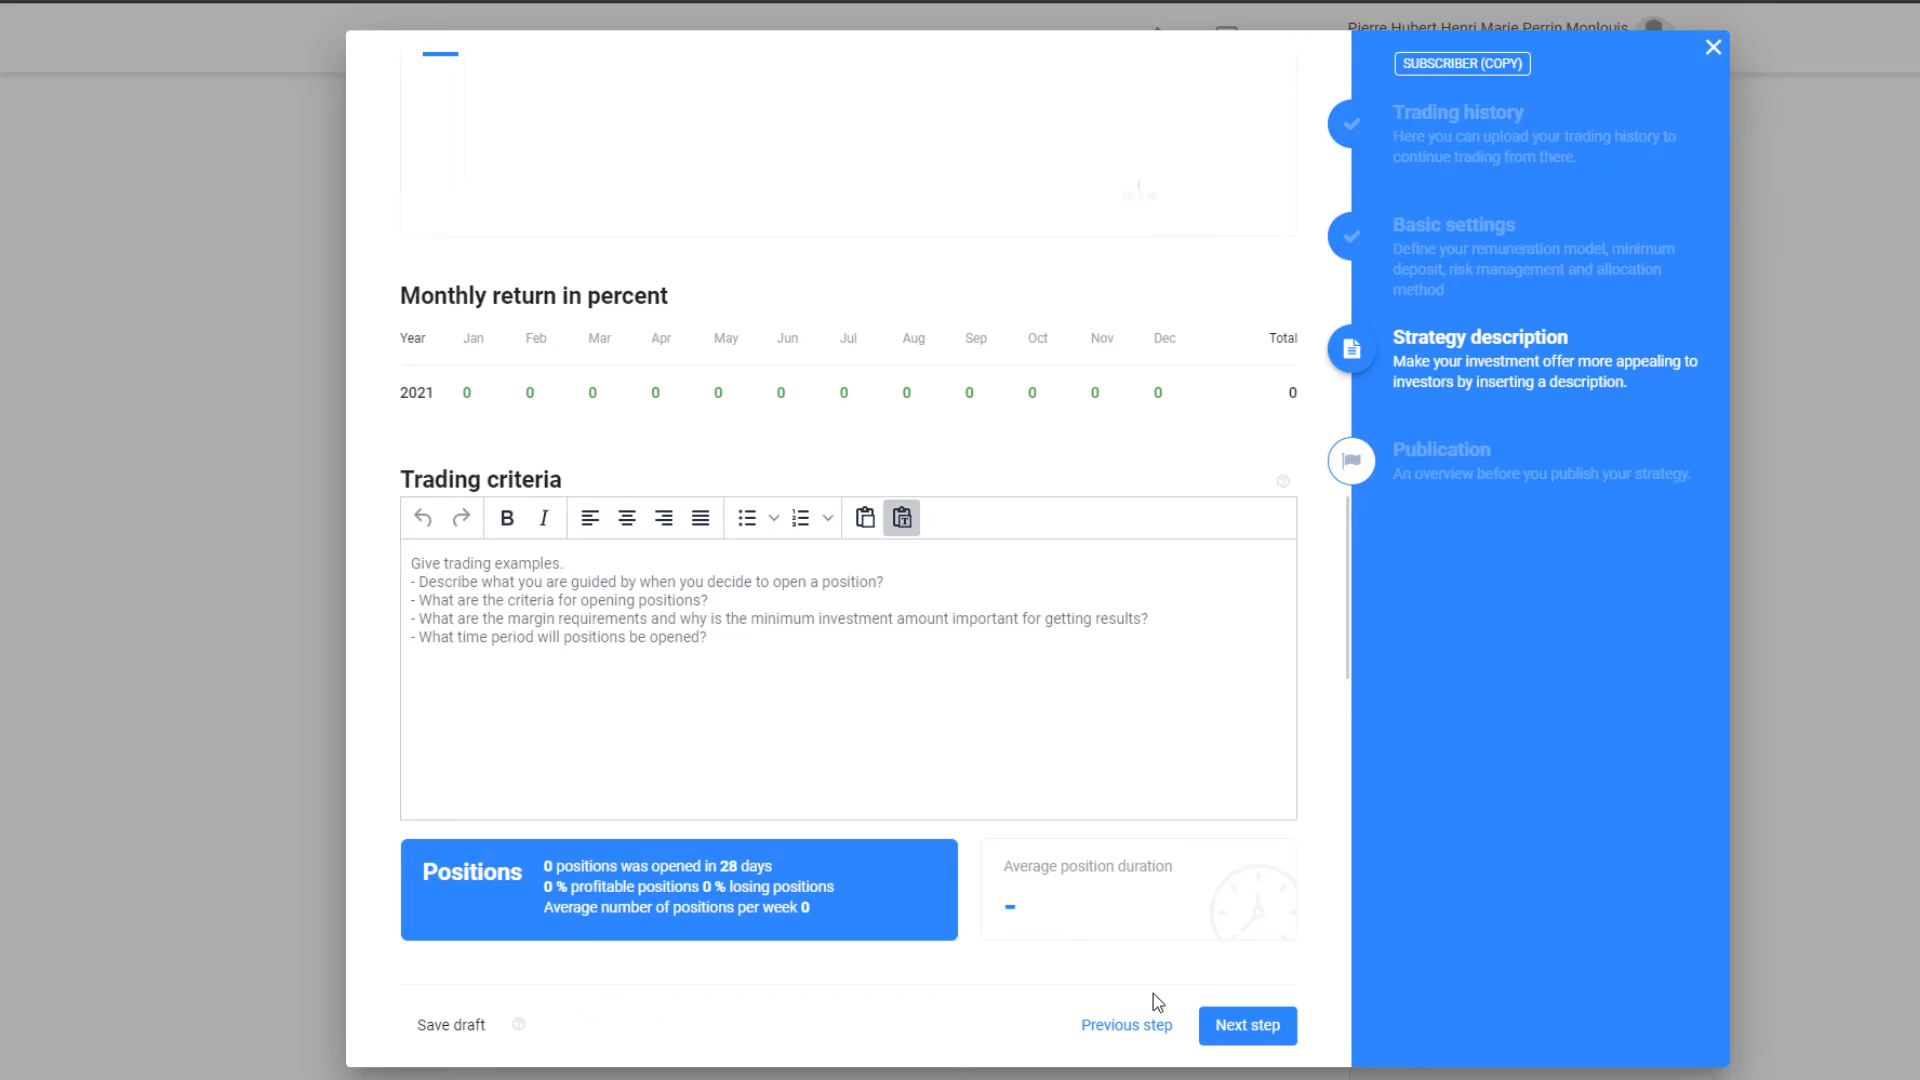 Pierre Hubert Henri Marie Perrin Monlouis
SUBSCRIBER (COPY)
Trading history
Here you can upload your trading history to
continue trading from there.
Basic settings
Define your remuneration model, minimum
deposit, risk management and allocation
method
Strategy description
Make your investment offer more appealing to
investors by inserting a description.
Publication
An overview before you publish your strategy.
Monthly return in percent
Year Jan Feb Mar Apr May Jun Jul Aug Sep Oct Nov Dec Total
2021 0 0 0 0 0 0 0 0 0 0 0 0 0
Trading criteria
B I
Give trading examples.
- Describe what you are guided by when you decide to open a position?
- What are the criteria for opening positions?
- What are the margin requirements and why is the minimum investment amount important for getting results?
- What time period will positions be opened?
Positions
0 positions was opened in 28 days
0 % profitable positions 0 % losing positions
Average number of positions per week 0
Average position duration
-
Save draft
Previous step
Next step